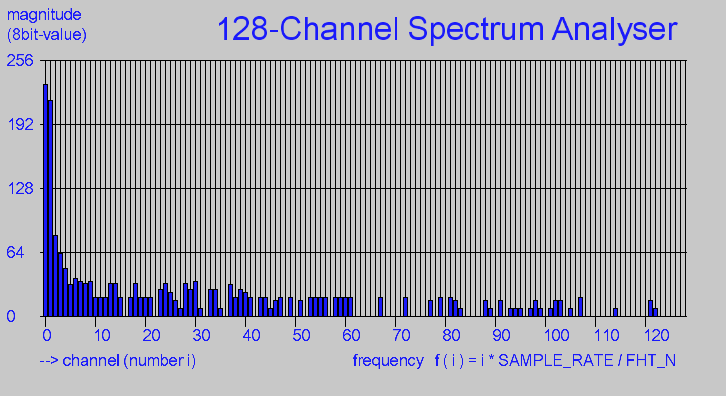 magnitude
(8bit-value)
128-Channel Spectrum Analyser
256
192
128
64
0
0 10 20 30 40 50 60 70 80 90 100 110 120
--> channel (number i)
frequency f ( i ) = i * SAMPLE_RATE / FHT_N